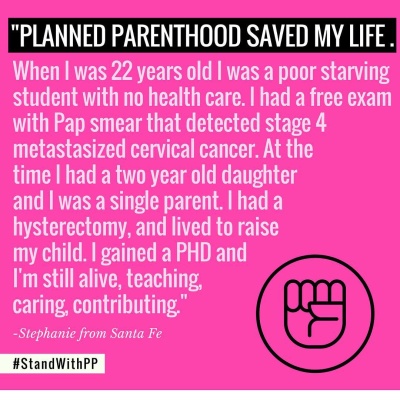 "PLANNED PARENTHOOD SAVED MY LIFE.
When I was 22 years old I was a poor starving
student with no health care. I had a free exam
with Pap smear that detected stage 4
metastasized cervical cancer. At the
time I had a two year old daughter
and I was a single parent. I had a
hysterectomy, and lived to raise
my child. I gained a PHD and
I'm still alive, teaching,
caring, contributing."
-Stephanie from Santa Fe
#StandWithPP